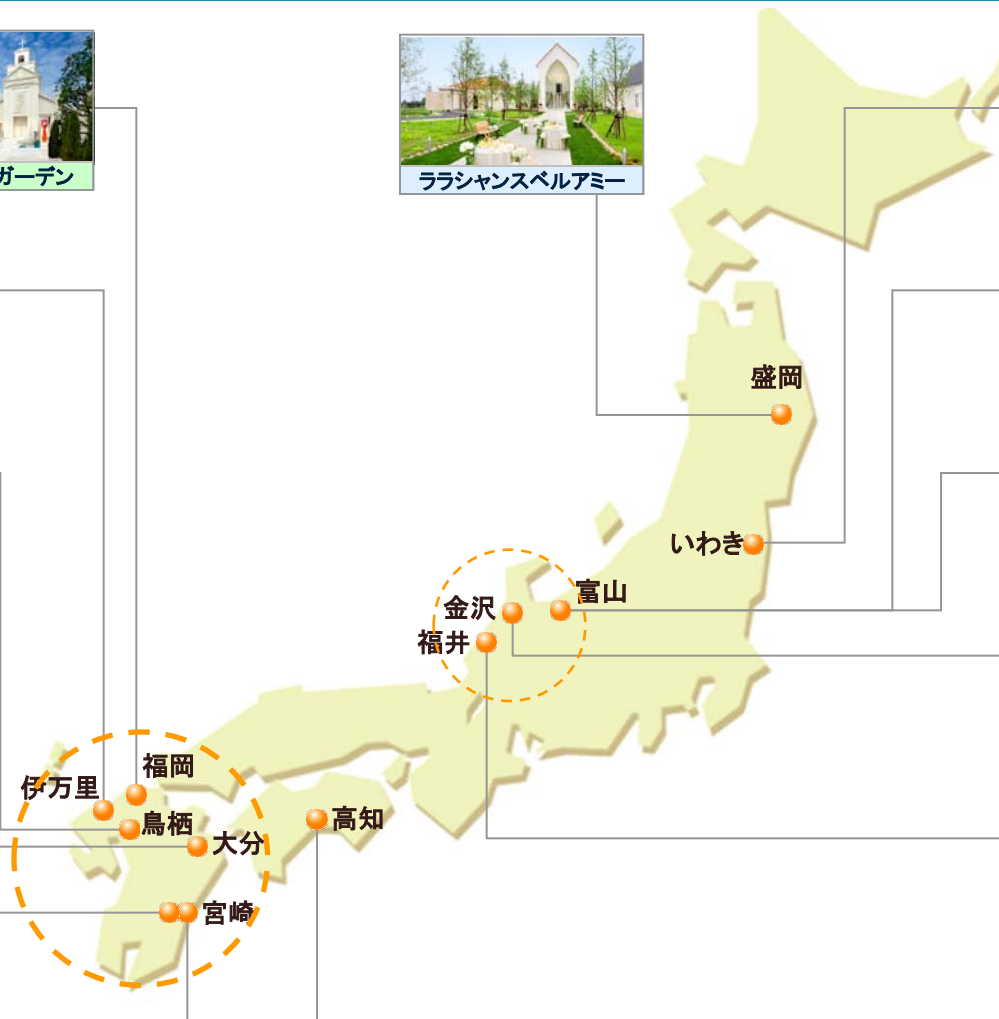 ガーデン
ララシャンスベルアミー
盛岡
いわき
富山
金沢
福井
福岡
伊万里
鳥栖
高知
大分
宮崎